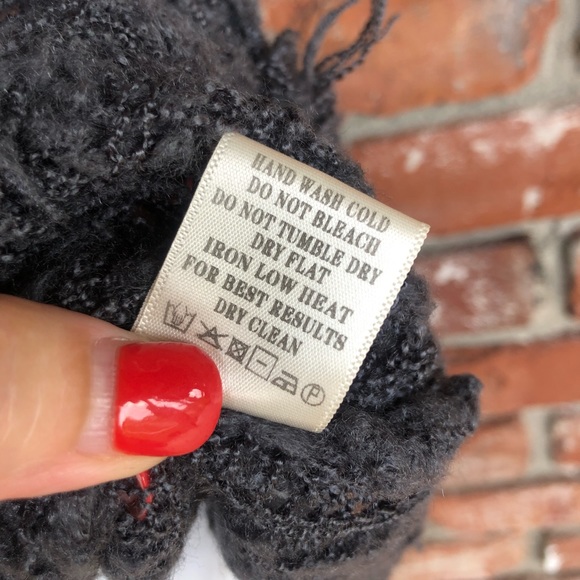 HAND WASH COLD
DO NOT BLEACH
DO NOT TUMBLE DRY
DRY FLAT
IRON LOW HEAT
FOR BEST RESULTS
DRY CLEAN
P